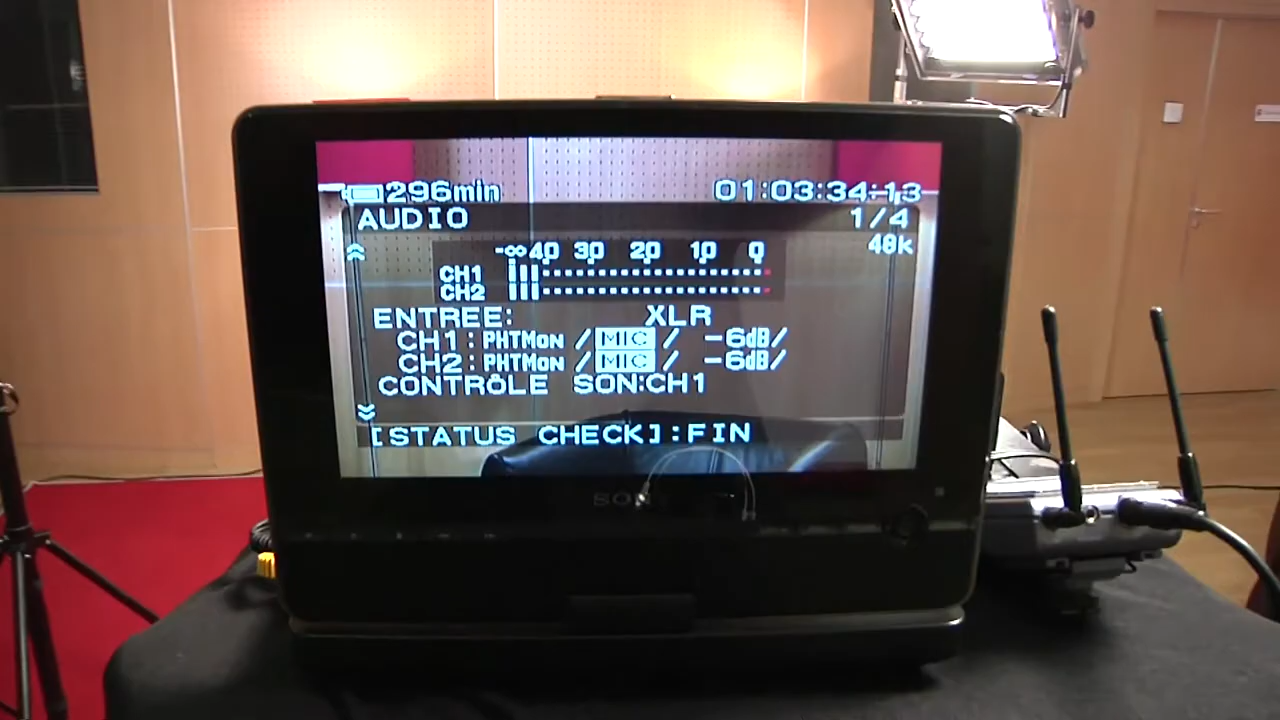 296min 01:03:34:13
AUDIO 1/4
48k
-∞ 40 30 20 10 0
CH1
CH2
ENTREE: XLR
CH1:PHTMon /MIC/ -6dB/
CH2:PHTMon /MIC/ -6dB/
CONTRÔLE SON:CH1
[STATUS CHECK]:FIN
SONY